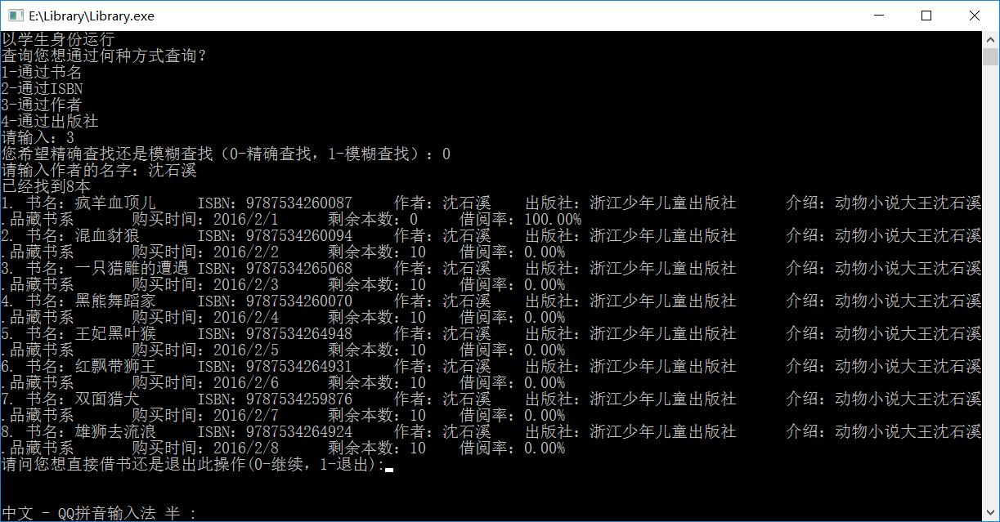 E:\Library\Library.exe
以学生身份运行
查询您想通过何种方式查询？
1-通过书名
2-通过ISBN
3-通过作者
4-通过出版社
请输入：3
您希望精确查找还是模糊查找（0-精确查找，1-模糊查找）：0
请输入作者的名字：沈石溪
已经找到8本
1. 书名：疯羊血顶儿 ISBN：9787534260087 作者：沈石溪 出版社：浙江少年儿童出版社 介绍：动物小说大王沈石溪
.品藏书系 购买时间：2016/2/1 剩余本数：0 借阅率：100.00%
2. 书名：混血豺狼 ISBN：9787534260094 作者：沈石溪 出版社：浙江少年儿童出版社 介绍：动物小说大王沈石溪
.品藏书系 购买时间：2016/2/2 剩余本数：10 借阅率：0.00%
3. 书名：一只猎雕的遭遇 ISBN：9787534265068 作者：沈石溪 出版社：浙江少年儿童出版社 介绍：动物小说大王沈石溪
.品藏书系 购买时间：2016/2/3 剩余本数：10 借阅率：0.00%
4. 书名：黑熊舞蹈家 ISBN：9787534260070 作者：沈石溪 出版社：浙江少年儿童出版社 介绍：动物小说大王沈石溪
.品藏书系 购买时间：2016/2/4 剩余本数：10 借阅率：0.00%
5. 书名：王妃黑叶猴 ISBN：9787534264948 作者：沈石溪 出版社：浙江少年儿童出版社 介绍：动物小说大王沈石溪
.品藏书系 购买时间：2016/2/5 剩余本数：10 借阅率：0.00%
6. 书名：红飘带狮王 ISBN：9787534264931 作者：沈石溪 出版社：浙江少年儿童出版社 介绍：动物小说大王沈石溪
.品藏书系 购买时间：2016/2/6 剩余本数：10 借阅率：0.00%
7. 书名：双面猎犬 ISBN：9787534259876 作者：沈石溪 出版社：浙江少年儿童出版社 介绍：动物小说大王沈石溪
.品藏书系 购买时间：2016/2/7 剩余本数：10 借阅率：0.00%
8. 书名：雄狮去流浪 ISBN：9787534264924 作者：沈石溪 出版社：浙江少年儿童出版社 介绍：动物小说大王沈石溪
.品藏书系 购买时间：2016/2/8 剩余本数：10 借阅率：0.00%
请问您想直接借书还是退出此操作(0-继续，1-退出):
中文 - QQ拼音输入法 半 :